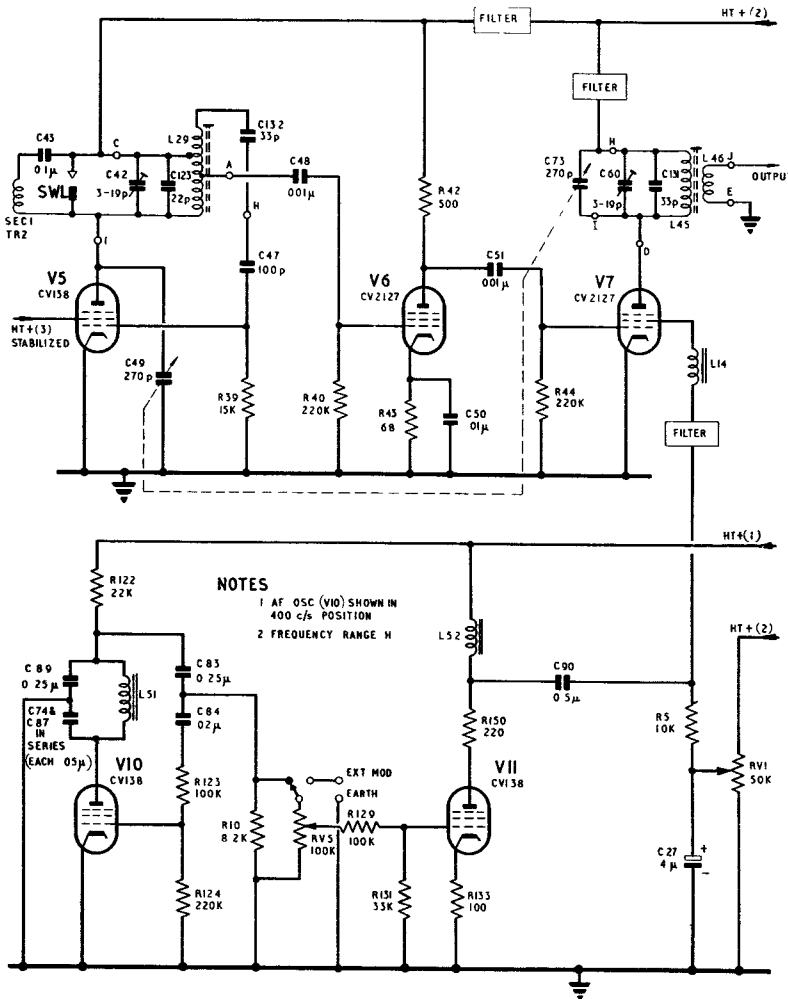 FILTER
HT+(2)
FILTER
C43
0.1µ
C
L29
C132
33p
SWL
C42
3-19p
C123
22p
SEC1
TR2
A
C48
001µ
H
I
C47
100p
V5
CV138
HT+(3)
STABILIZED
C49
270p
R39
15K
R40
220K
R42
500
V6
CV2127
C51
001µ
R43
68
C50
.01µ
R44
220K
C73
270p
H
C60
3-19p
C131
33p
L45
L46
J
E
OUTPU
I
D
V7
CV2127
L14
FILTER
HT+(1)
R122
22K
NOTES
1 AF OSC (V10) SHOWN IN
400 c/s POSITION
2 FREQUENCY RANGE H
C89
0 25µ
L51
C74&
C87
IN
SERIES
(EACH 05µ)
C83
0 25µ
C84
02µ
V10
CV138
R123
100K
R124
220K
R10
8 2K
RV5
100K
EXT MOD
EARTH
R129
100K
R131
33K
L52
C90
0 5µ
R150
220
V11
CV138
R133
100
HT+(2)
R5
10K
RV1
50K
C27
4µ
+
-